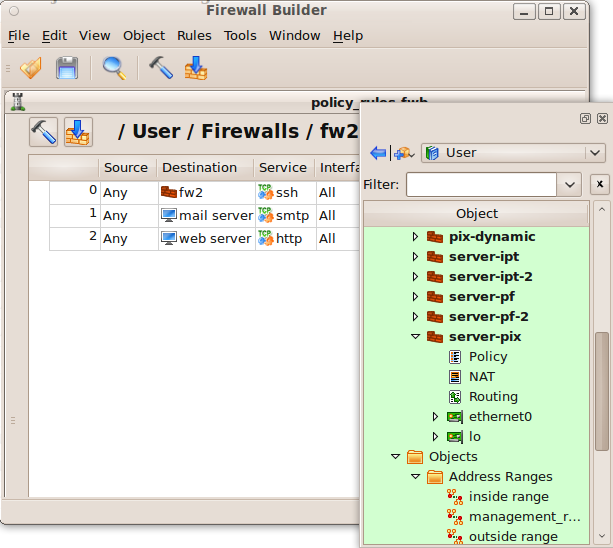 Firewall Builder
File Edit View Object Rules Tools Window Help
policy_rules.fwb
/ User / Firewalls / fw2
Source Destination Service Interfa
0 Any fw2 ssh All
1 Any mail server smtp All
2 Any web server http All
User
Filter:
x
Object
pix-dynamic
server-ipt
server-ipt-2
server-pf
server-pf-2
server-pix
Policy
NAT
Routing
ethernet0
lo
Objects
Address Ranges
inside range
management_r...
outside range